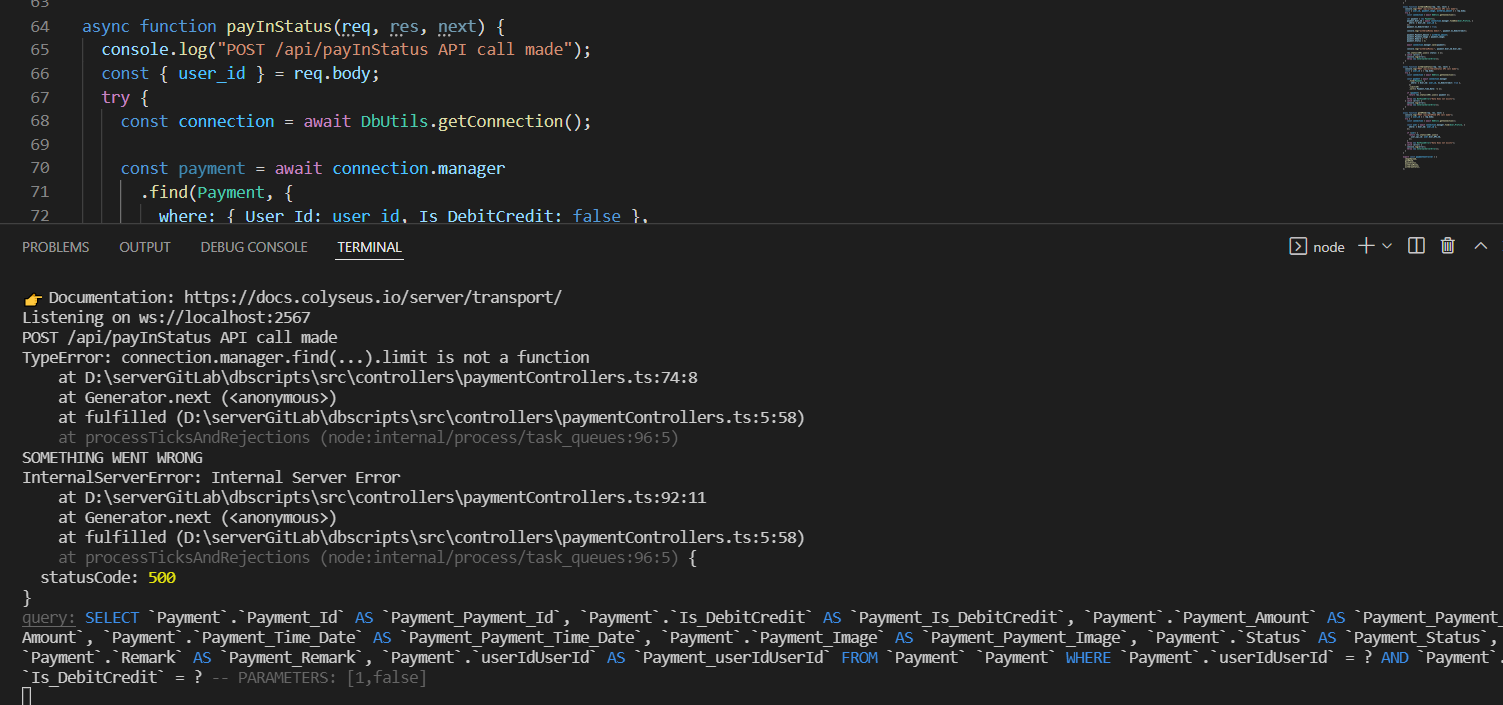 63
64 async function payInStatus(req, res, next) {
65 console.log("POST /api/payInStatus API call made");
66 const { user_id } = req.body;
67 try {
68 const connection = await DbUtils.getConnection();
69
70 const payment = await connection.manager
71 .find(Payment, {
72 where: { User_Id: user_id, Is_DebitCredit: false },
PROBLEMS OUTPUT DEBUG CONSOLE TERMINAL node
👉 Documentation: https://docs.colyseus.io/server/transport/
Listening on ws://localhost:2567
POST /api/payInStatus API call made
TypeError: connection.manager.find(...).limit is not a function
at D:\serverGitLab\dbscripts\src\controllers\paymentControllers.ts:74:8
at Generator.next (<anonymous>)
at fulfilled (D:\serverGitLab\dbscripts\src\controllers\paymentControllers.ts:5:58)
at processTicksAndRejections (node:internal/process/task_queues:96:5)
SOMETHING WENT WRONG
InternalServerError: Internal Server Error
at D:\serverGitLab\dbscripts\src\controllers\paymentControllers.ts:92:11
at Generator.next (<anonymous>)
at fulfilled (D:\serverGitLab\dbscripts\src\controllers\paymentControllers.ts:5:58)
at processTicksAndRejections (node:internal/process/task_queues:96:5) {
statusCode: 500
}
query: SELECT `Payment`.`Payment_Id` AS `Payment_Payment_Id`, `Payment`.`Is_DebitCredit` AS `Payment_Is_DebitCredit`, `Payment`.`Payment_Amount` AS `Payment_Payment_
Amount`, `Payment`.`Payment_Time_Date` AS `Payment_Payment_Time_Date`, `Payment`.`Payment_Image` AS `Payment_Payment_Image`, `Payment`.`Status` AS `Payment_Status`,
`Payment`.`Remark` AS `Payment_Remark`, `Payment`.`userIdUserId` AS `Payment_userIdUserId` FROM `Payment` `Payment` WHERE `Payment`.`userIdUserId` = ? AND `Payment`.
`Is_DebitCredit` = ? -- PARAMETERS: [1,false]